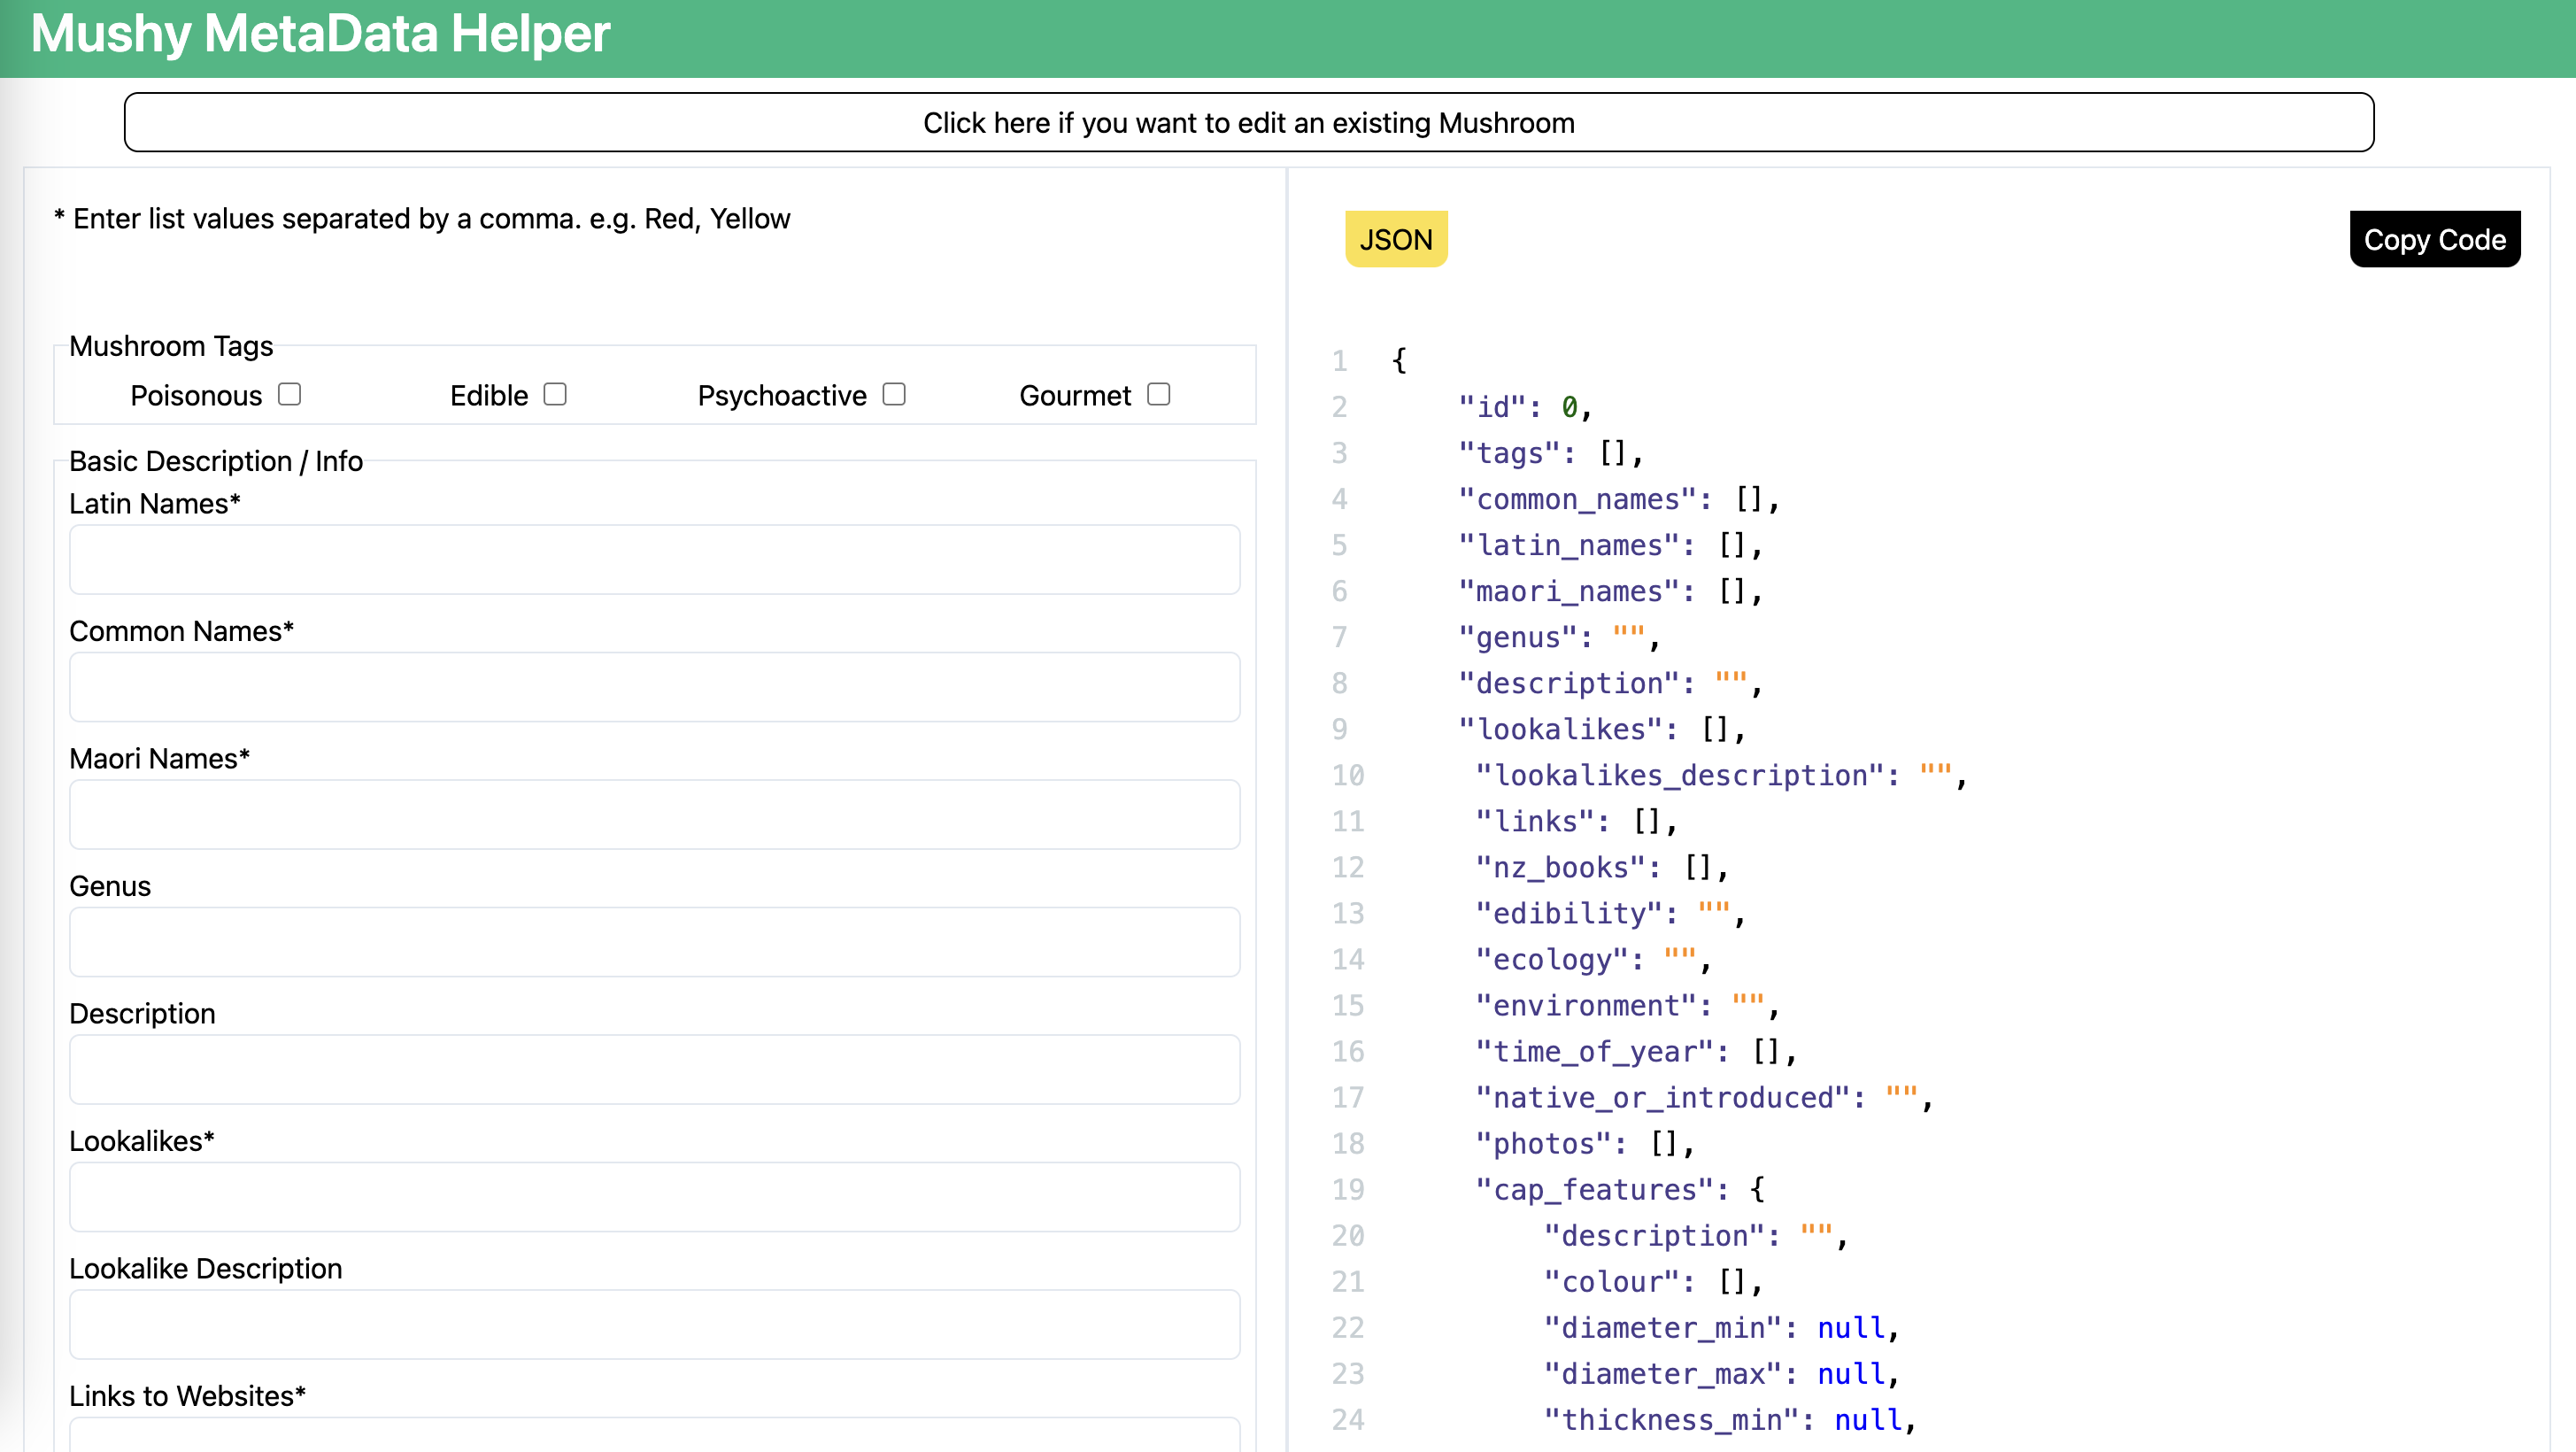 Mushy MetaData Helper
Click here if you want to edit an existing Mushroom
* Enter list values separated by a comma. e.g. Red, Yellow
Mushroom Tags
Poisonous Edible Psychoactive Gourmet
Basic Description / Info
Latin Names*
Common Names*
Maori Names*
Genus
Description
Lookalikes*
Lookalike Description
Links to Websites*
JSON
Copy Code
1 {
2 "id": 0,
3 "tags": [],
4 "common_names": [],
5 "latin_names": [],
6 "maori_names": [],
7 "genus": "",
8 "description": "",
9 "lookalikes": [],
10 "lookalikes_description": "",
11 "links": [],
12 "nz_books": [],
13 "edibility": "",
14 "ecology": "",
15 "environment": "",
16 "time_of_year": [],
17 "native_or_introduced": "",
18 "photos": [],
19 "cap_features": {
20 "description": "",
21 "colour": [],
22 "diameter_min": null,
23 "diameter_max": null,
24 "thickness_min": null,